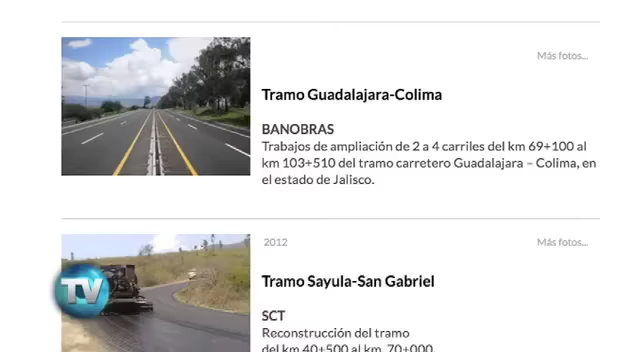 Más fotos...
Tramo Guadalajara-Colima
BANOBRAS
Trabajos de ampliación de 2 a 4 carriles del km 69+100 al
km 103+510 del tramo carretero Guadalajara – Colima, en
el estado de Jalisco.
2012
Más fotos...
Tramo Sayula-San Gabriel
SCT
Reconstrucción del tramo
del km 40+500 al km. 70+000.
TV